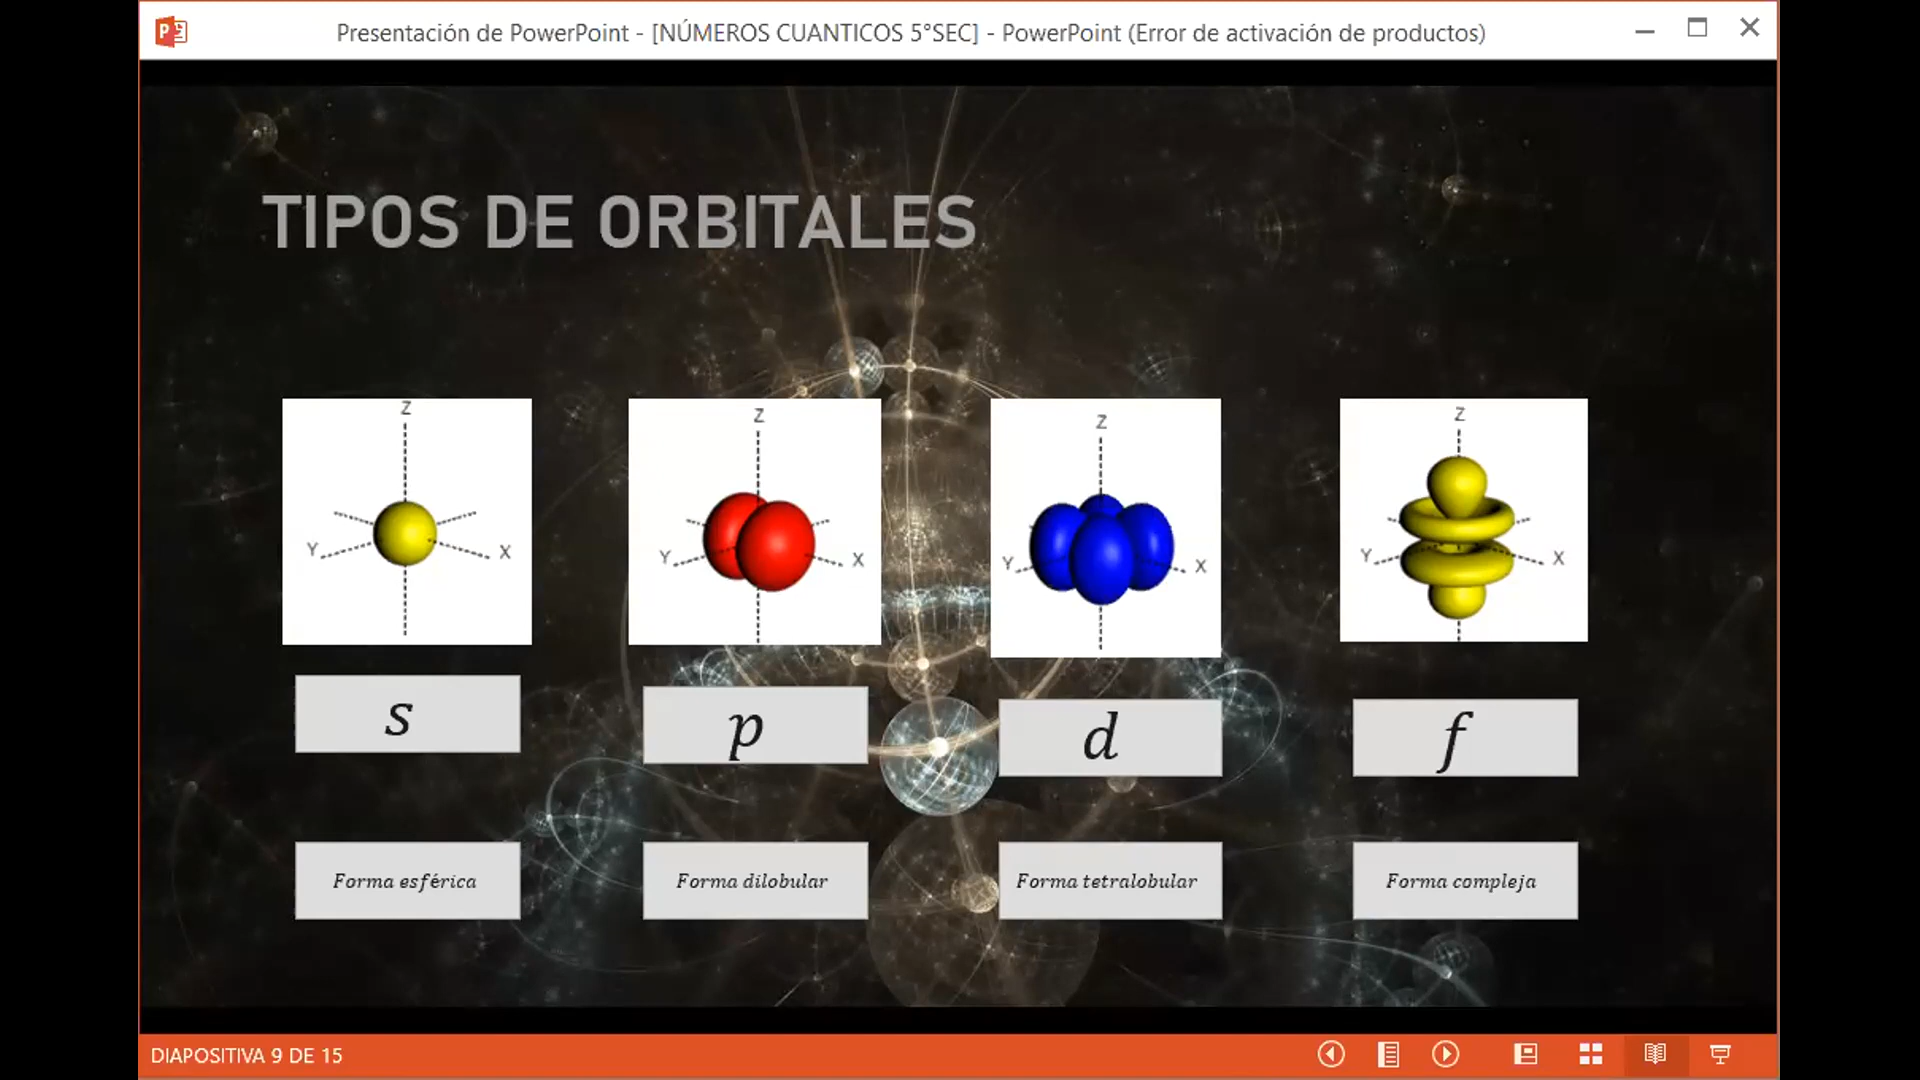 Presentación de PowerPoint - [NÚMEROS CUANTICOS 5°SEC] - PowerPoint (Error de activación de productos)
TIPOS DE ORBITALES
Z
Y
X
Z
Y
X
Z
Y
X
Z
Y
X
s
p
d
f
Forma esférica
Forma dilobular
Forma tetralobular
Forma compleja
DIAPOSITIVA 9 DE 15